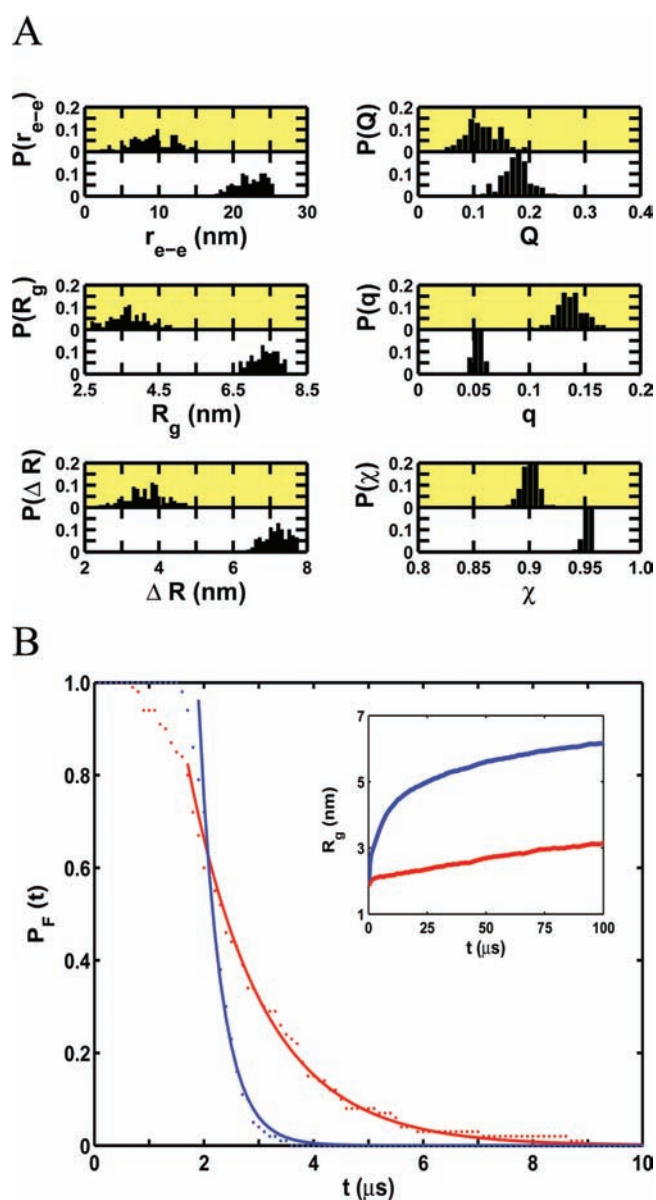 A
P(r e-e)
0.2
0.1
0
0.1
0
0 10 20 30
r e-e (nm)
P(Q)
0.2
0.1
0
0.1
0
0 0.1 0.2 0.3 0.4
Q
P(R g)
0.2
0.1
0
0.1
0
2.5 4.5 6.5 8.5
R g (nm)
P(q)
0.2
0.1
0
0.1
0
0 0.05 0.1 0.15 0.2
q
P(Δ R)
0.2
0.1
0
0.1
0
2 4 6 8
Δ R (nm)
P(χ)
0.2
0.1
0
0.1
0
0.8 0.85 0.9 0.95 1.0
χ
B
P F (t)
1.0
0.8
0.6
0.4
0.2
0
0 2 4 6 8 10
t (μs)
R g (nm)
7
5
3
1
0 25 50 75 100
t (μs)